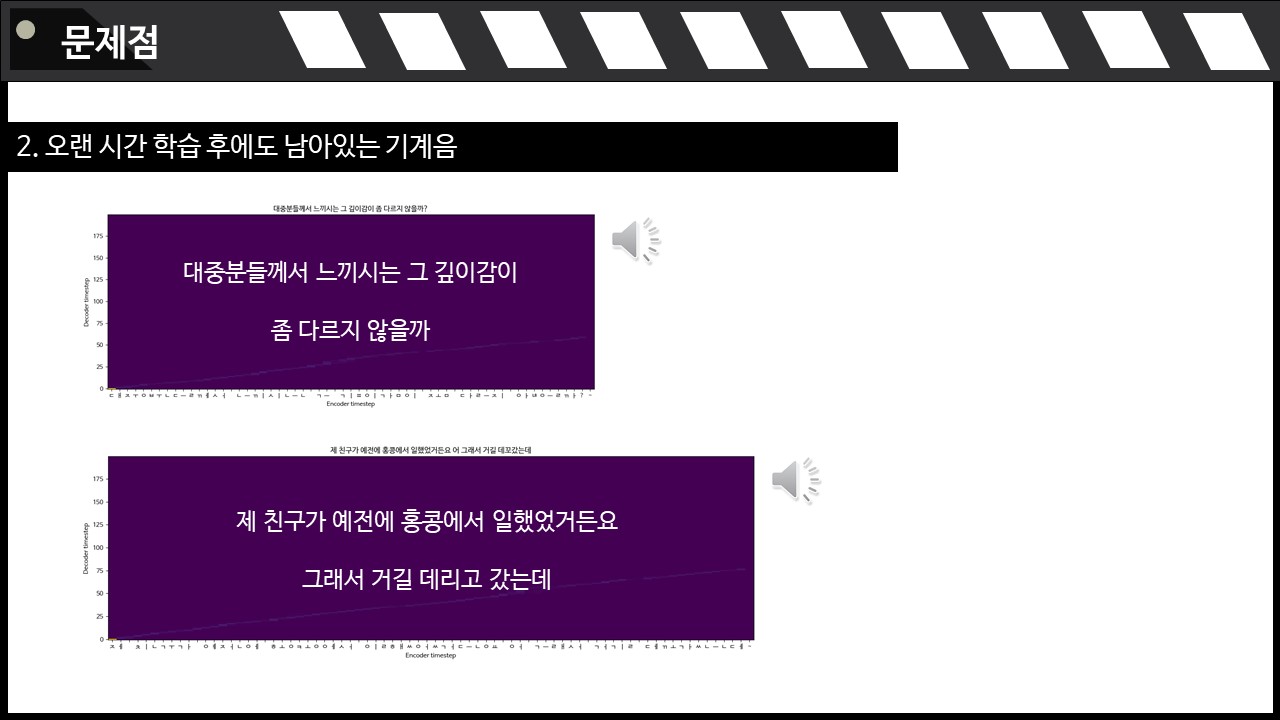 문제점
2. 오랜 시간 학습 후에도 남아있는 기계음
대중분들께서 느끼시는 그 깊이감이 좀 다르지 않을까?
175
150
125
100
75
50
25
0
Decoder timestep
대중분들께서 느끼시는 그 깊이감이
좀 다르지 않을까
Encoder timestep
제 친구가 예전에 홍콩에서 일했었거든요 어 그래서 거길 데꼬갔는데
175
150
125
100
75
50
25
0
Decoder timestep
제 친구가 예전에 홍콩에서 일했었거든요
그래서 거길 데리고 갔는데
Encoder timestep